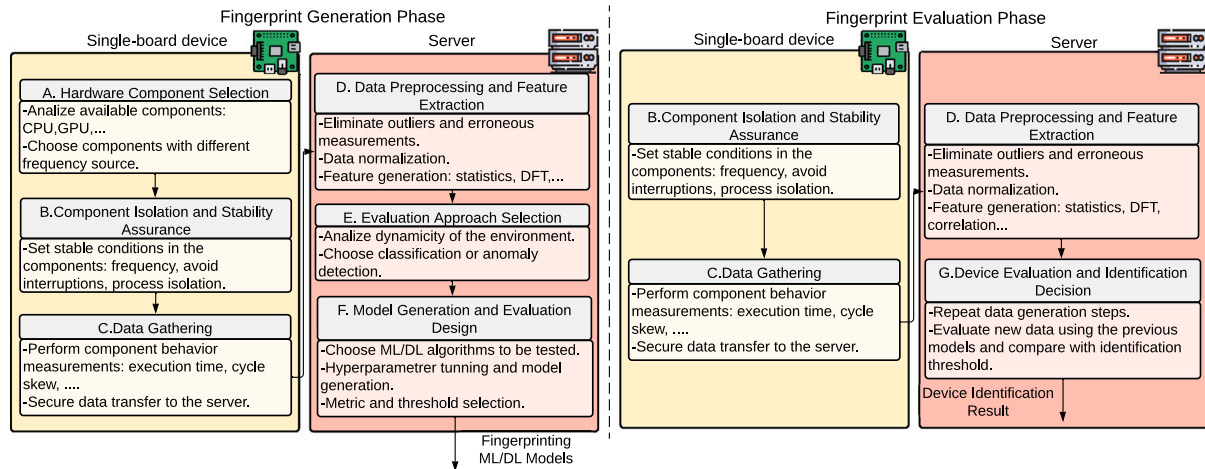 Fingerprint Generation Phase
Single-board device
A. Hardware Component Selection
-Analize available components:
CPU,GPU,...
-Choose components with different
frequency source.
B.Component Isolation and Stability
Assurance
-Set stable conditions in the
components: frequency, avoid
interruptions, process isolation.
C.Data Gathering
-Perform component behavior
measurements: execution time, cycle
skew, ....
-Secure data transfer to the server.
Server
D. Data Preprocessing and Feature
Extraction
-Eliminate outliers and erroneous
measurements.
-Data normalization.
-Feature generation: statistics, DFT,...
E. Evaluation Approach Selection
-Analize dynamicity of the environment.
-Choose classification or anomaly
detection.
F. Model Generation and Evaluation
Design
-Choose ML/DL algorithms to be tested.
-Hyperparametrer tunning and model
generation.
-Metric and threshold selection.
Fingerprinting
ML/DL Models
Fingerprint Evaluation Phase
Single-board device
B.Component Isolation and Stability
Assurance
-Set stable conditions in the
components: frequency, avoid
interruptions, process isolation.
C.Data Gathering
-Perform component behavior
measurements: execution time, cycle
skew, ....
-Secure data transfer to the server.
Server
D. Data Preprocessing and Feature
Extraction
-Eliminate outliers and erroneous
measurements.
-Data normalization.
-Feature generation: statistics, DFT,
correlation...
G.Device Evaluation and Identification
Decision
-Repeat data generation steps.
-Evaluate new data using the previous
models and compare with identification
threshold.
Device Identification
Result